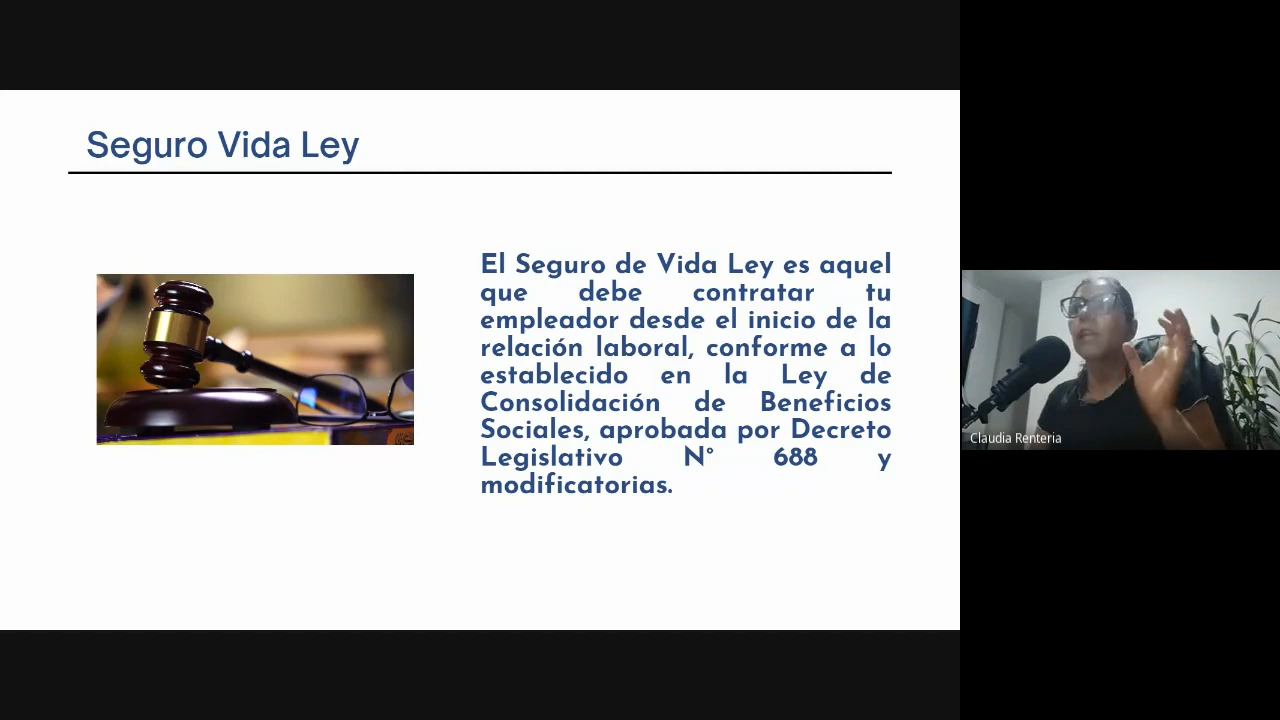 Seguro Vida Ley
El Seguro de Vida Ley es aquel
que debe contratar tu
empleador desde el inicio de la
relación laboral, conforme a lo
establecido en la Ley de
Consolidación de Beneficios
Sociales, aprobada por Decreto
Legislativo N° 688 y
modificatorias.
Claudia Renteria